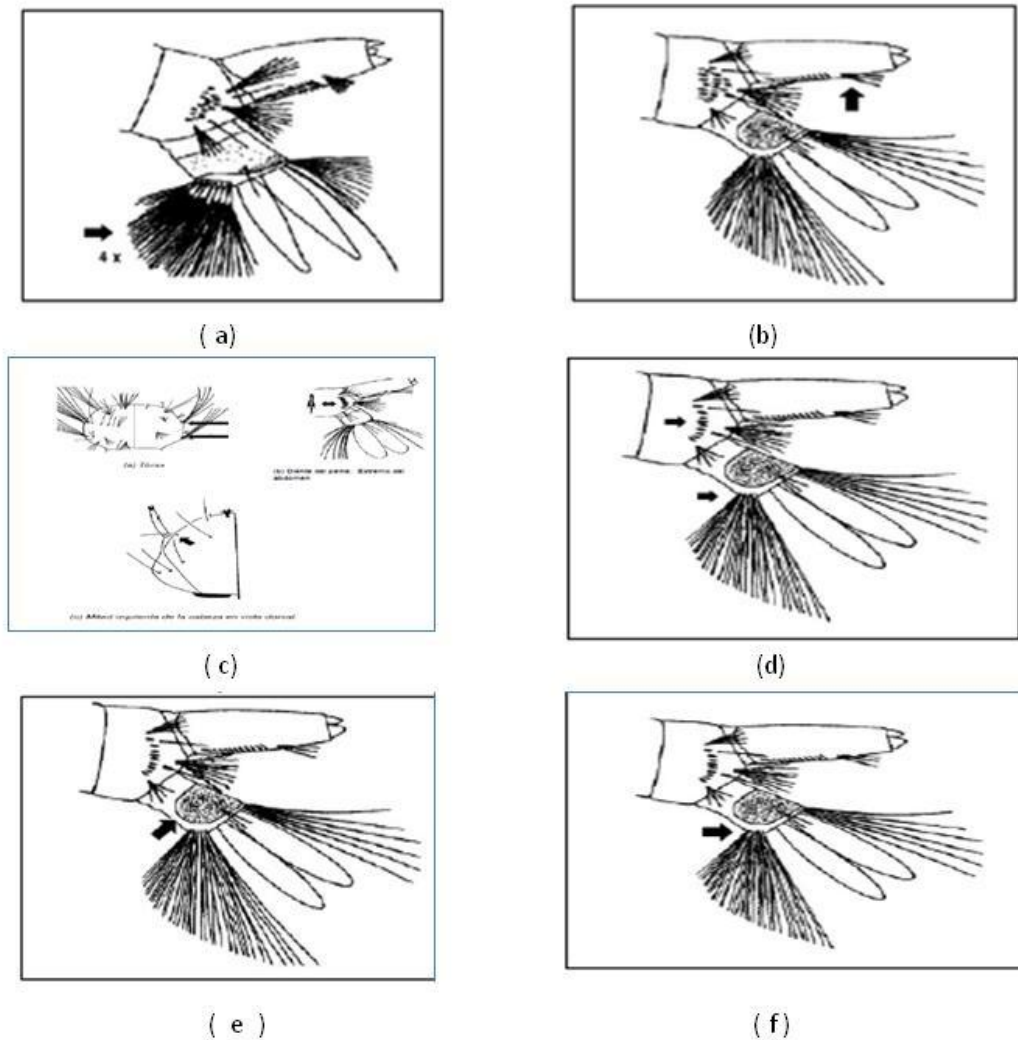 4 x
( a)
(b)
(a) Tórax
(b) Diente del peine. Extremo del
abdomen
(c) Mitad izquierda de la cabeza en vista dorsal
( c)
(d)
( e )
( f )